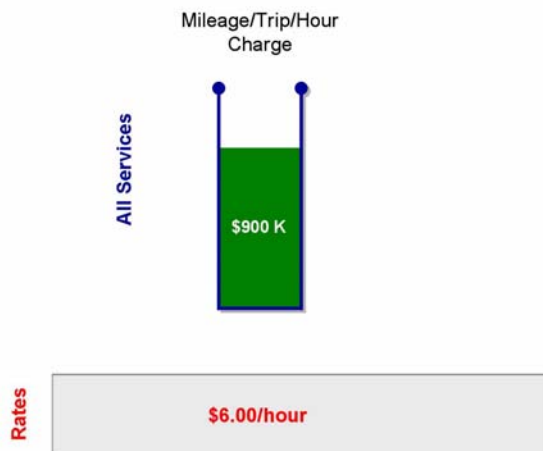 Mileage/Trip/Hour
Charge
All Services
$900 K
Rates
$6.00/hour